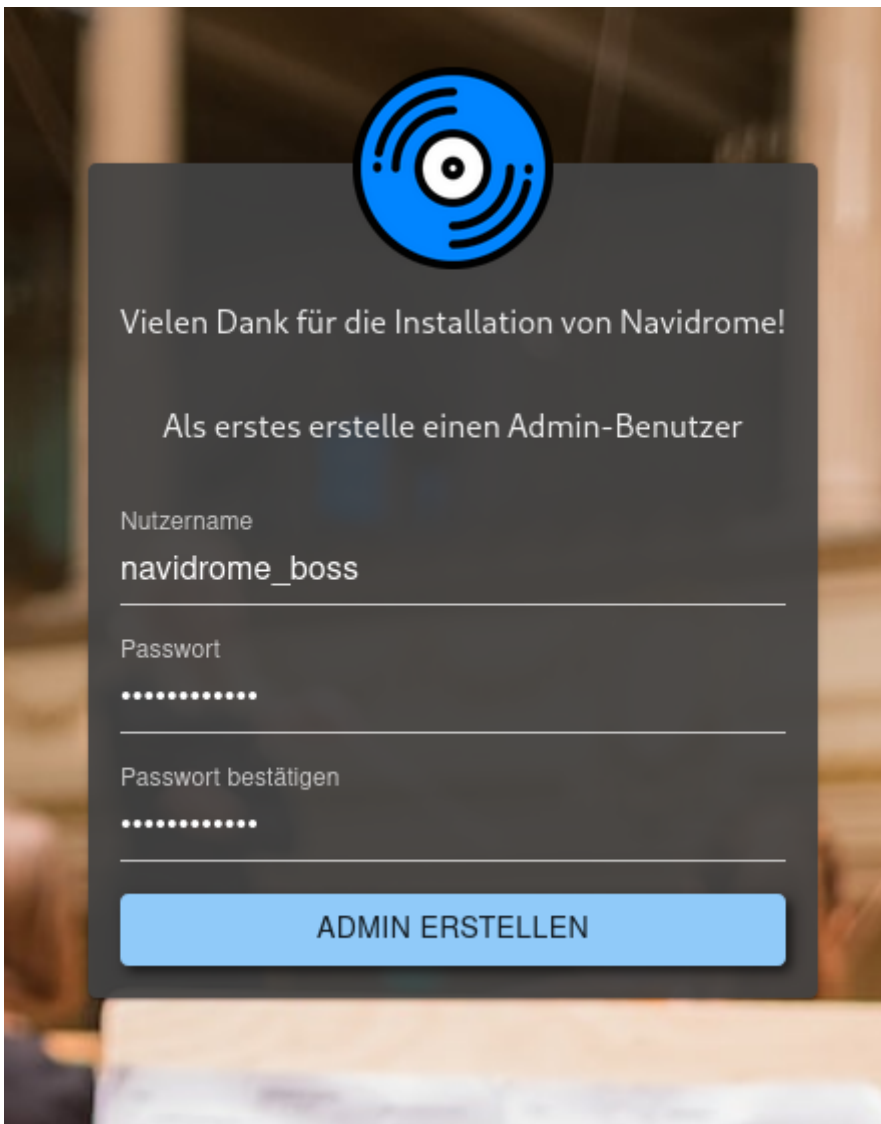 Vielen Dank für die Installation von Navidrome!
Als erstes erstelle einen Admin-Benutzer
Nutzername
navidrome_boss
Passwort
••••••••••••
Passwort bestätigen
••••••••••••
ADMIN ERSTELLEN